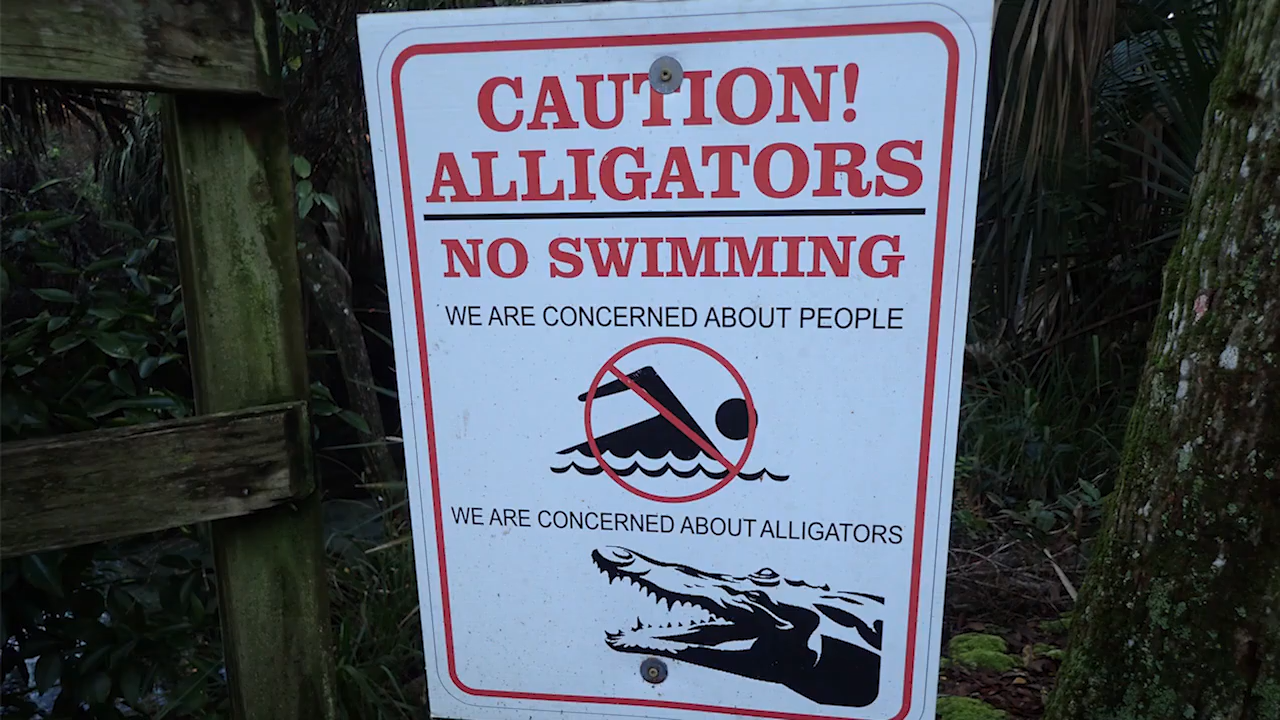 CAUTION!
ALLIGATORS
NO SWIMMING
WE ARE CONCERNED ABOUT PEOPLE
WE ARE CONCERNED ABOUT ALLIGATORS